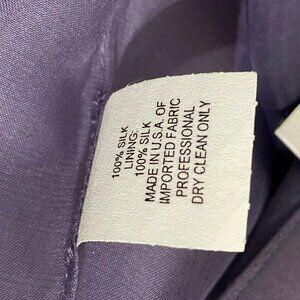 100% SILK
LINING:
100% SILK
MADE IN U.S.A. OF
IMPORTED FABRIC
PROFESSIONAL
DRY CLEAN ONLY